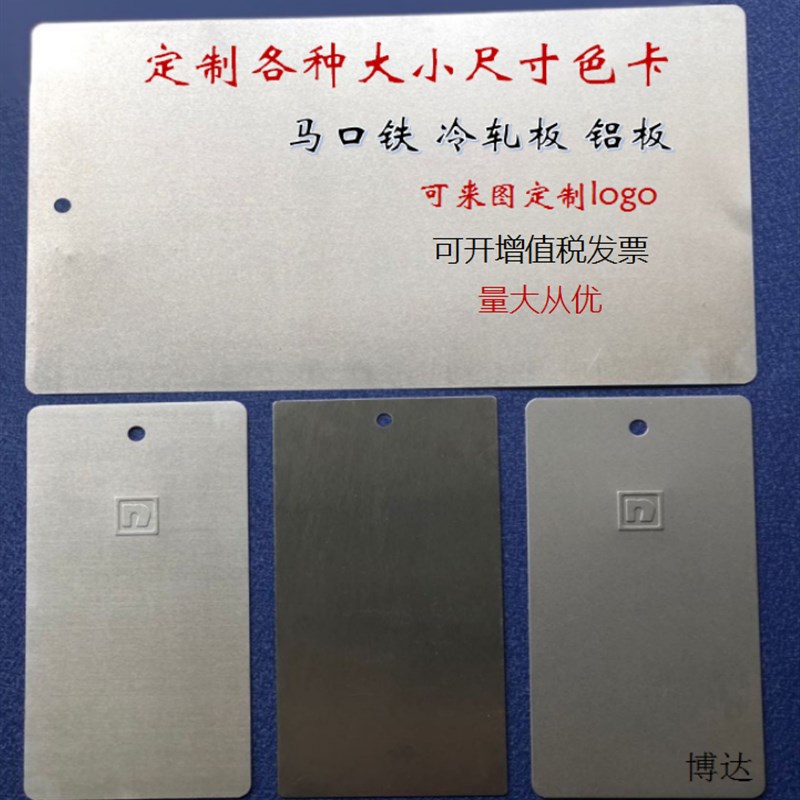 定制各种大小尺寸色卡
马口铁 冷轧板 铝板
可来图定制logo
可开增值税发票
量大从优
n
n
博达